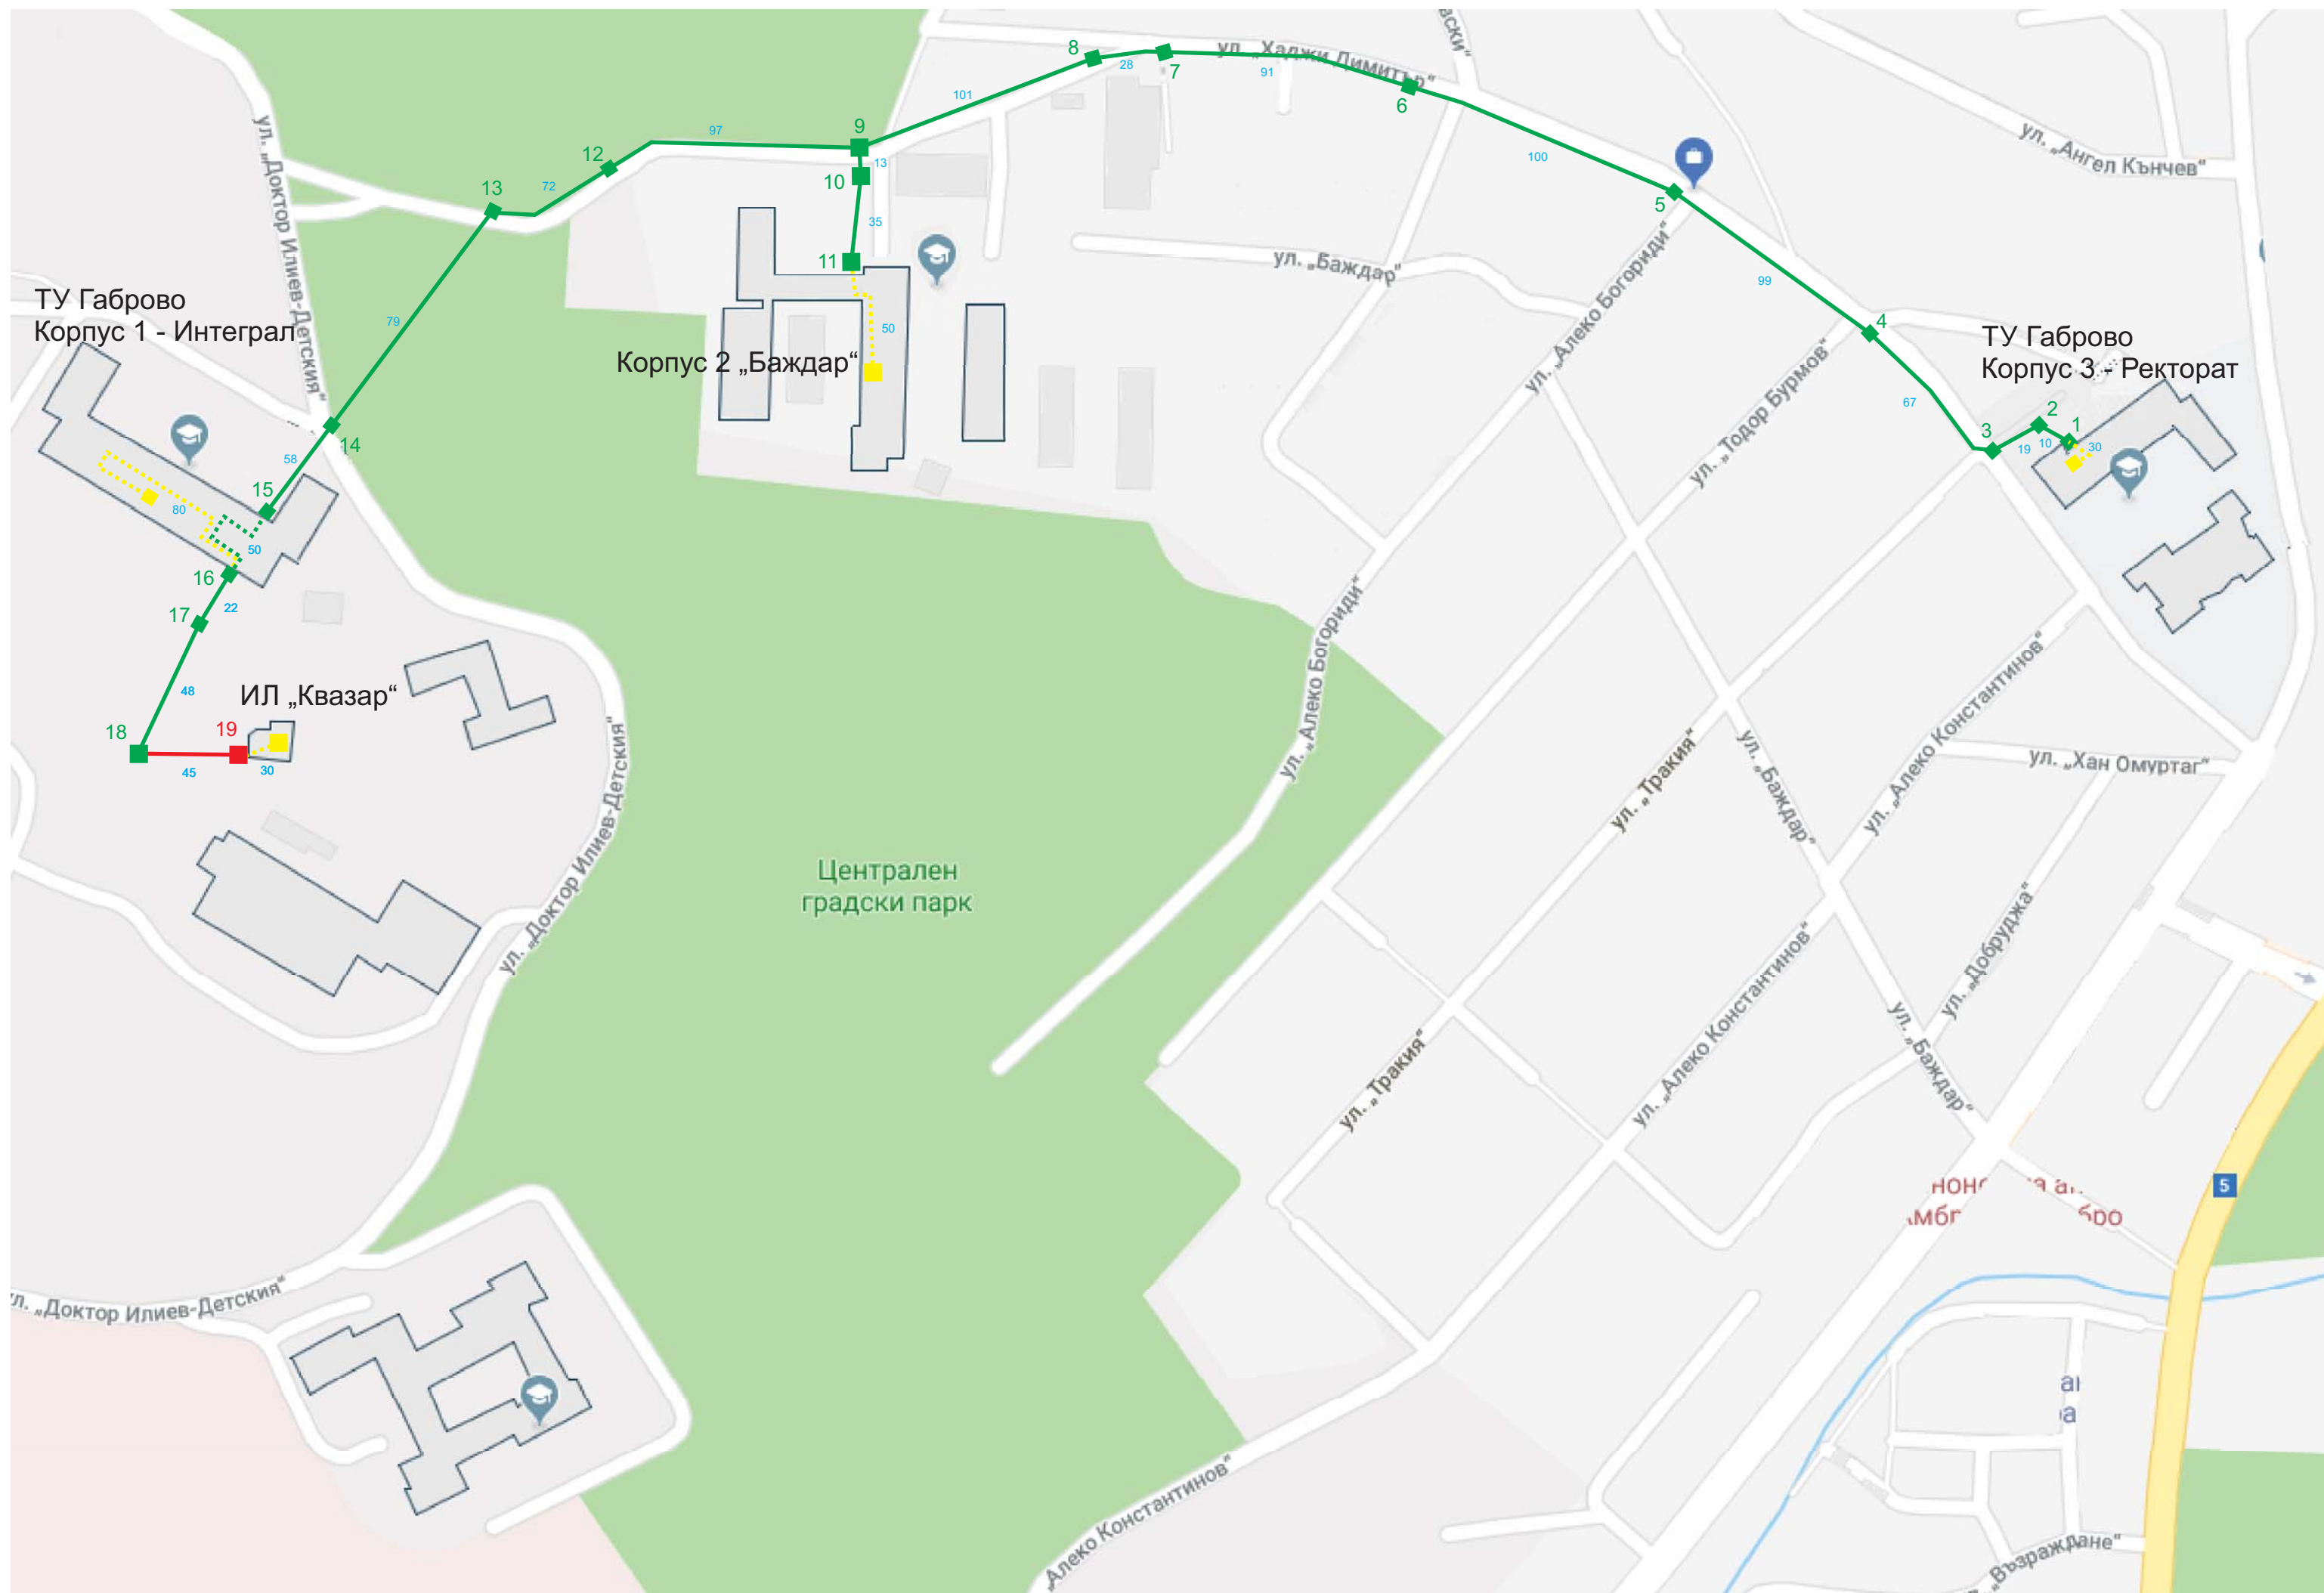 8
28
7
ул. „Хаджи Димитър“
91
6
вски“
101
9
97
12
13
10
100
ул. „Ангел Кънчев“
ул. „Доктор Илиев-Детския“
13
72
35
11
5
ул. „Баждар“
ул. „Алеко Богориди“
99
4
ТУ Габрово
Корпус 1 - Интеграл
79
50
Корпус 2 „Баждар“
ТУ Габрово
Корпус 3 - Ректорат
67
ул. „Тодор Бурмов“
3
2
1
19
10
30
14
58
15
80
50
16
22
17
48
ИЛ „Квазар“
18
19
45
30
ул. „Алеко Богориди“
ул. „Алеко Константинов“
ул. „Хан Омуртаг“
ул. „Тракия“
ул. „Баждар“
ул. „Доктор Илиев-Детския“
Централен
градски парк
ул. „Добруджа“
ул. „Алеко Константинов“
ул. „Тракия“
ул. „Баждар“
5
ул. „Доктор Илиев-Детския“
Алеко Константинов“
„Възраждане“